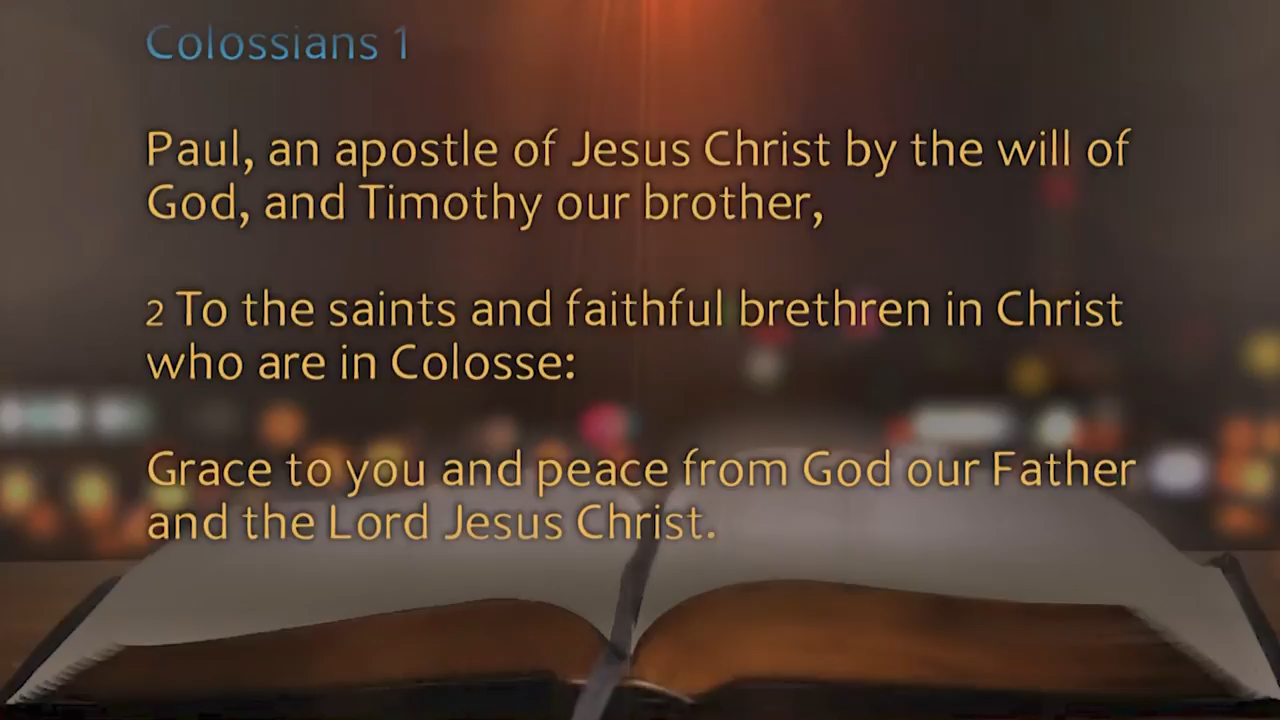 Colossians 1
Paul, an apostle of Jesus Christ by the will of
God, and Timothy our brother,
2 To the saints and faithful brethren in Christ
who are in Colosse:
Grace to you and peace from God our Father
and the Lord Jesus Christ.